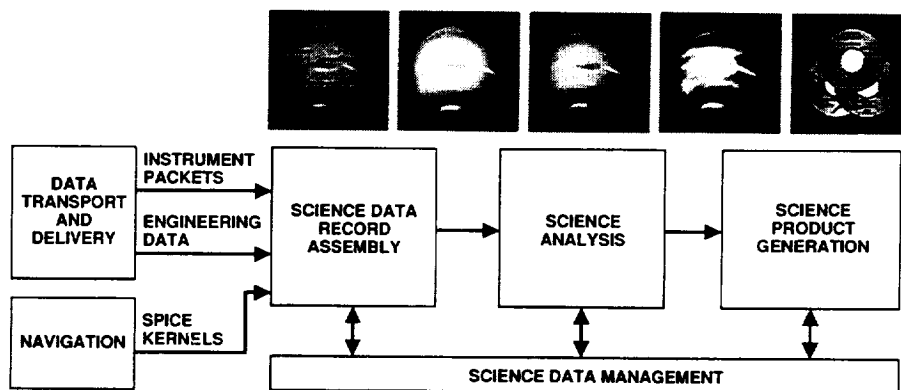 DATA
TRANSPORT
AND
DELIVERY
INSTRUMENT
PACKETS
ENGINEERING
DATA
SCIENCE DATA
RECORD
ASSEMBLY
SCIENCE
ANALYSIS
SCIENCE
PRODUCT
GENERATION
NAVIGATION
SPICE
KERNELS
SCIENCE DATA MANAGEMENT